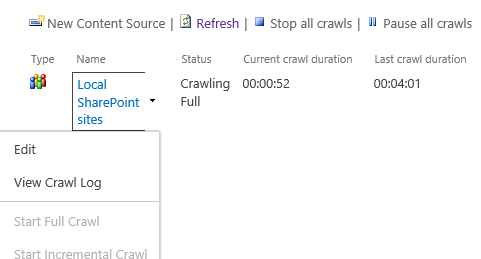 New Content Source | Refresh | Stop all crawls | Pause all crawls
Type Name Status Current crawl duration Last crawl duration
Local SharePoint sites Crawling Full 00:00:52 00:04:01
Edit
View Crawl Log
Start Full Crawl
Start Incremental Crawl